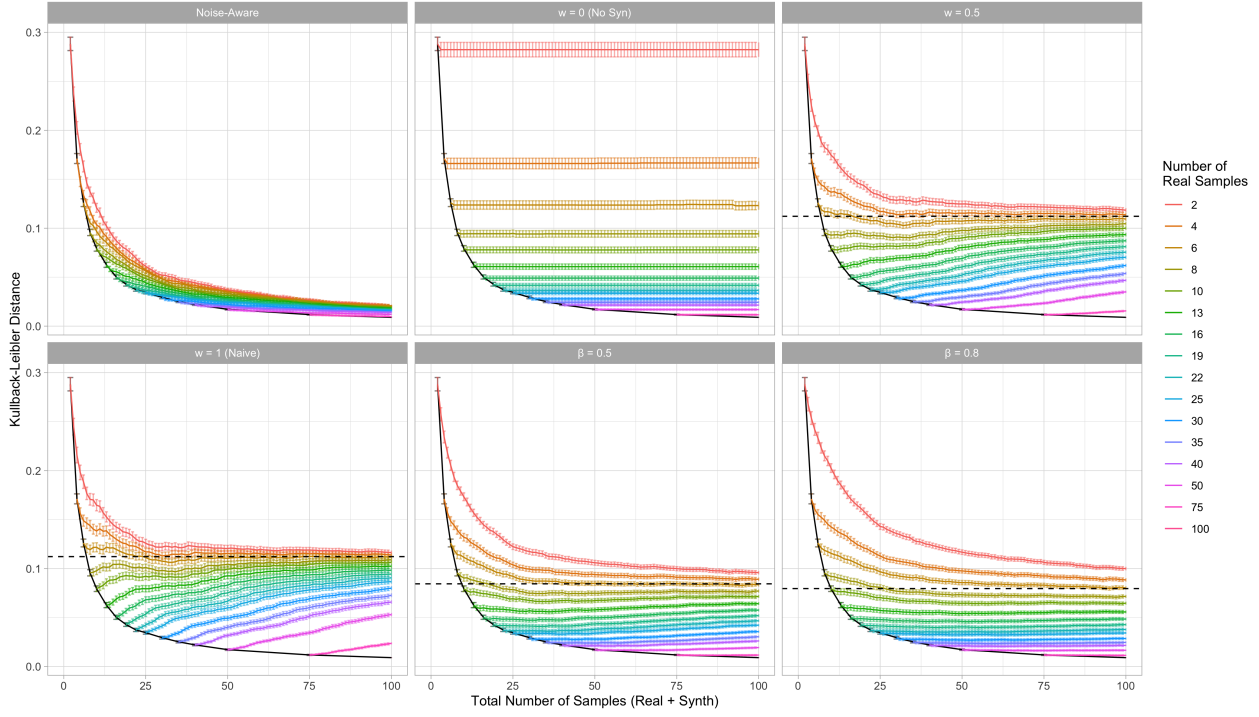 Noise-Aware
w = 0 (No Syn)
w = 0.5
0.3
0.2
0.1
0.0
w = 1 (Naive)
β = 0.5
β = 0.8
0.3
0.2
0.1
0.0
0 25 50 75 100
0 25 50 75 100
0 25 50 75 100
Total Number of Samples (Real + Synth)
Kullback-Leibler Distance
Number of
Real Samples
2
4
6
8
10
13
16
19
22
25
30
35
40
50
75
100